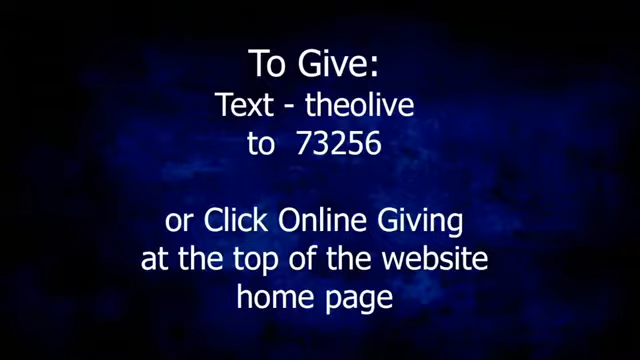 To Give:
Text - theolive
to 73256
or Click Online Giving
at the top of the website
home page